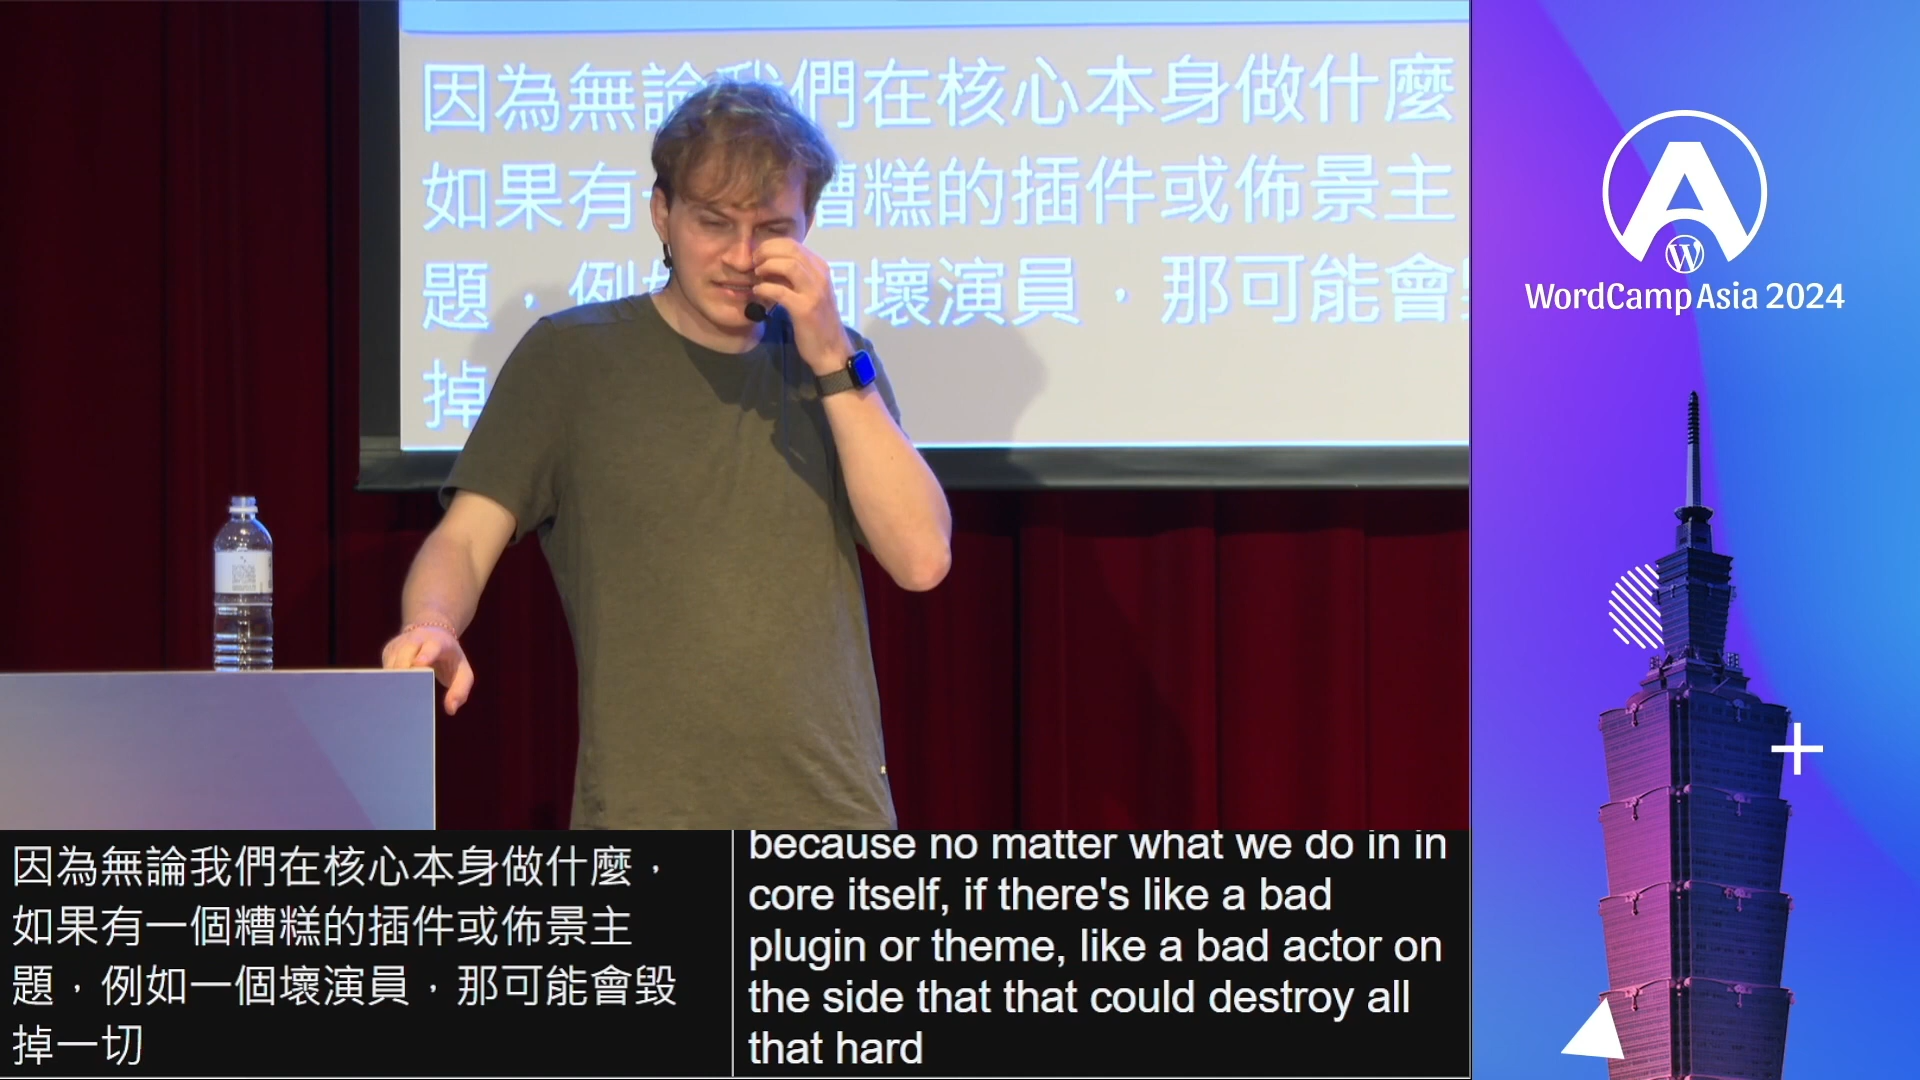 因為無論我們在核心本身做什麼
如果有一 糟糕的插件或佈景主
題，例如 個壞演員，那可能會毀
掉
W
WordCamp Asia 2024
因為無論我們在核心本身做什麼，
如果有一個糟糕的插件或佈景主
題，例如一個壞演員，那可能會毀
掉一切
because no matter what we do in in
core itself, if there's like a bad
plugin or theme, like a bad actor on
the side that that could destroy all
that hard